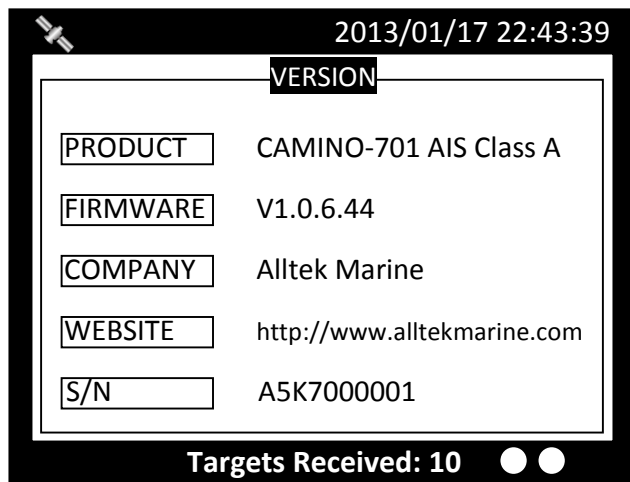 2013/01/17 22:43:39
VERSION
PRODUCT CAMINO-701 AIS Class A
FIRMWARE V1.0.6.44
COMPANY Alltek Marine
WEBSITE http://www.alltekmarine.com
S/N A5K7000001
Targets Received: 10